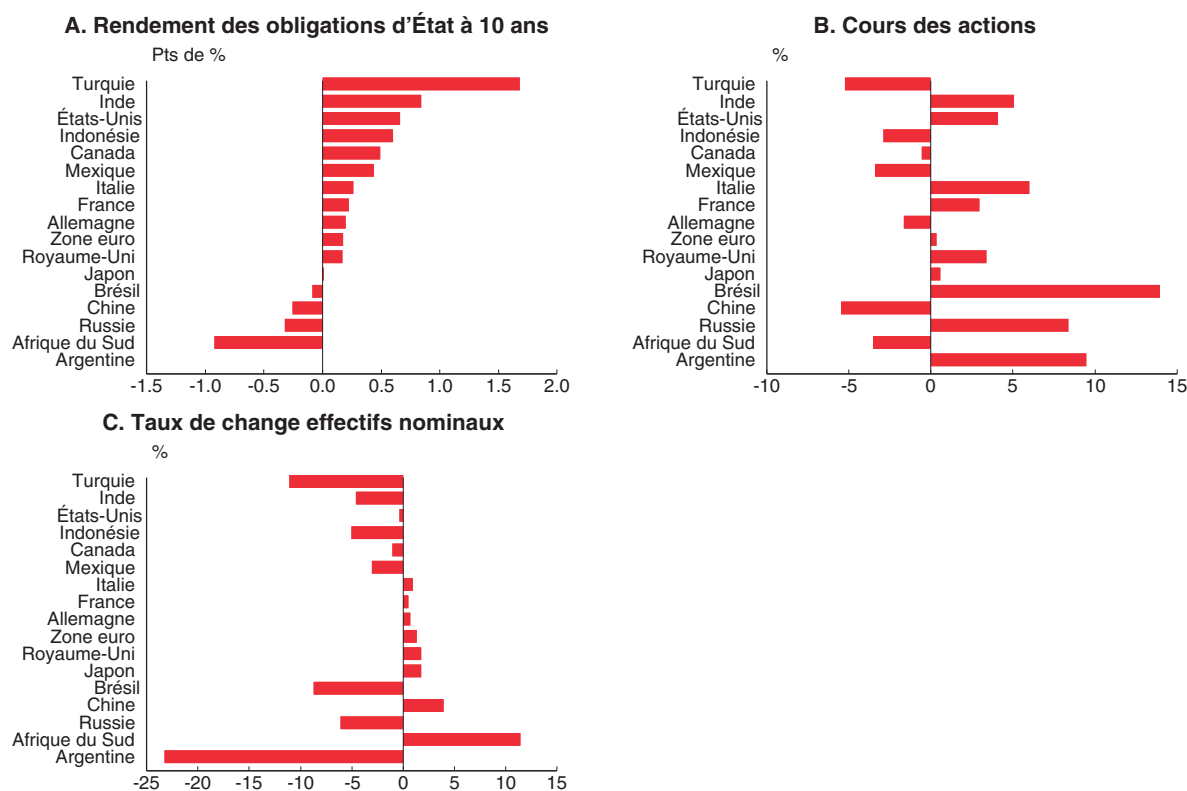 A. Rendement des obligations d’État à 10 ans
Pts de %
Turquie
Inde
États-Unis
Indonésie
Canada
Mexique
Italie
France
Allemagne
Zone euro
Royaume-Uni
Japon
Brésil
Chine
Russie
Afrique du Sud
Argentine
-1.5 -1.0 -0.5 0.0 0.5 1.0 1.5 2.0
B. Cours des actions
%
Turquie
Inde
États-Unis
Indonésie
Canada
Mexique
Italie
France
Allemagne
Zone euro
Royaume-Uni
Japon
Brésil
Chine
Russie
Afrique du Sud
Argentine
-10 -5 0 5 10 15
C. Taux de change effectifs nominaux
%
Turquie
Inde
États-Unis
Indonésie
Canada
Mexique
Italie
France
Allemagne
Zone euro
Royaume-Uni
Japon
Brésil
Chine
Russie
Afrique du Sud
Argentine
-25 -20 -15 -10 -5 0 5 10 15